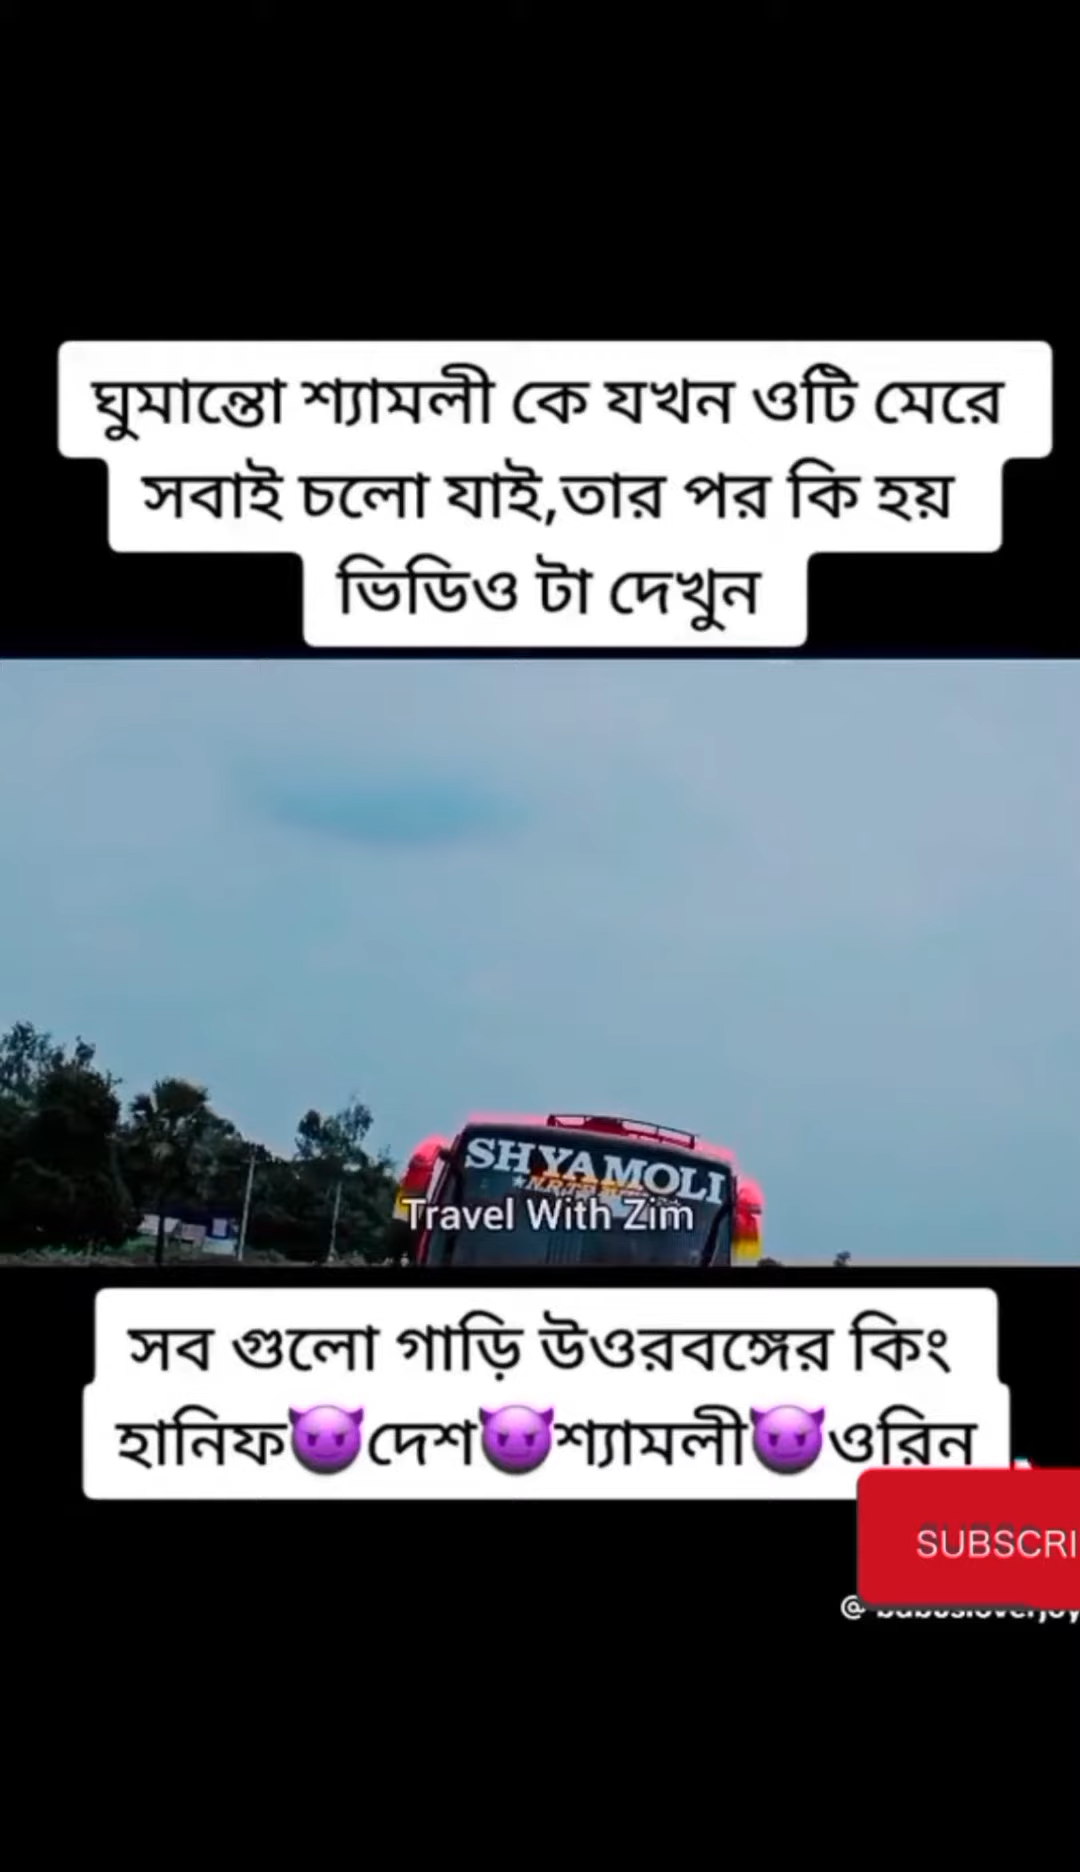 ঘুমান্তো শ্যামলী কে যখন ওটি মেরে
সবাই চলো যাই,তার পর কি হয়
ভিডিও টা দেখুন
SHYAMOLI
Travel With Zim
সব গুলো গাড়ি উওরবঙ্গের কিং
হানিফ😈দেশ😈শ্যামলী😈ওরিন
SUBSCRI